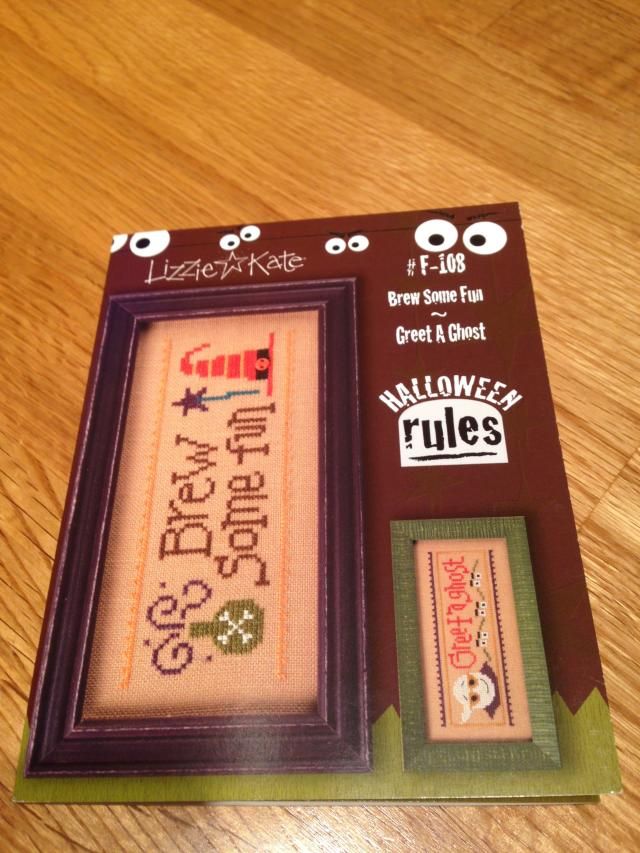 Lizzie☆Kate
# F-108
Brew Some Fun
~
Greet A Ghost
HALLOWEEN
rules
Brew
some fun
Greet a ghost